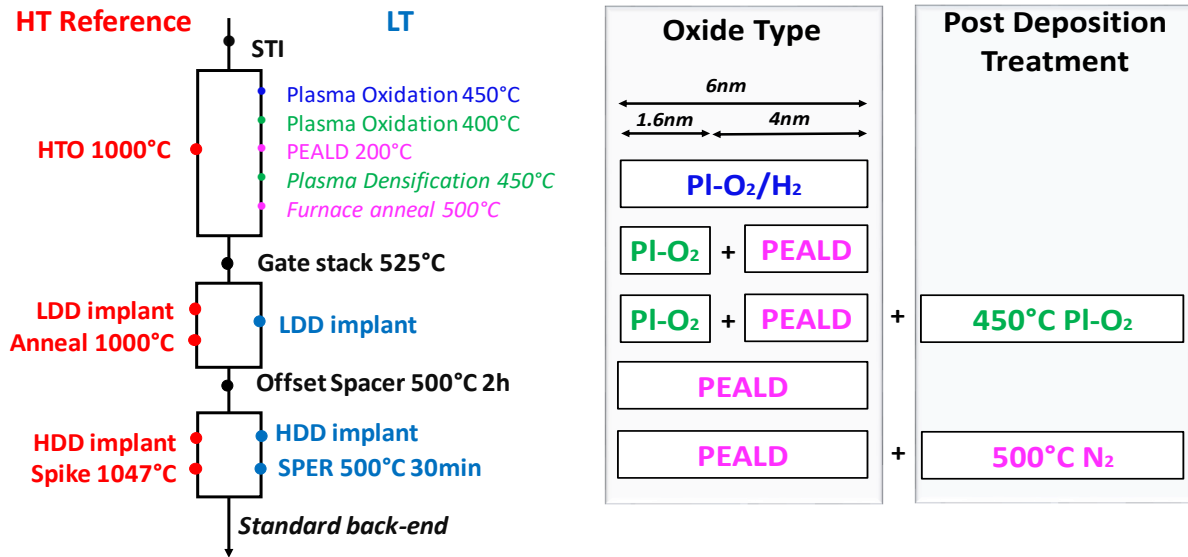 HT Reference
LT
STI
Plasma Oxidation 450°C
Plasma Oxidation 400°C
HTO 1000°C
PEALD 200°C
Plasma Densification 450°C
Furnace anneal 500°C
Gate stack 525°C
LDD implant
Anneal 1000°C
LDD implant
Offset Spacer 500°C 2h
HDD implant
Spike 1047°C
HDD implant
SPER 500°C 30min
Standard back-end
Oxide Type
6nm
1.6nm
4nm
Pl-O₂/H₂
Pl-O₂ + PEALD
Pl-O₂ + PEALD + 450°C Pl-O₂
PEALD
PEALD + 500°C N₂
Post Deposition
Treatment